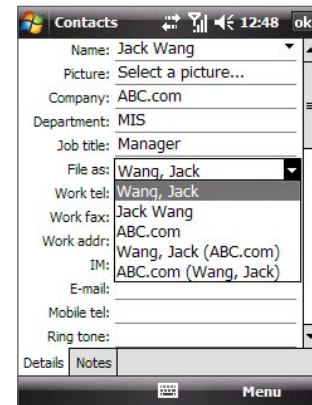 Contacts 12:48 ok
Name: Jack Wang
Picture: Select a picture...
Company: ABC.com
Department: MIS
Job title: Manager
File as: Wang, Jack
Work tel: Wang, Jack
Work fax: Jack Wang
ABC.com
Work addr: Wang, Jack (ABC.com)
IM: ABC.com (Wang, Jack)
E-mail:
Mobile tel:
Ring tone:
Details Notes
Menu